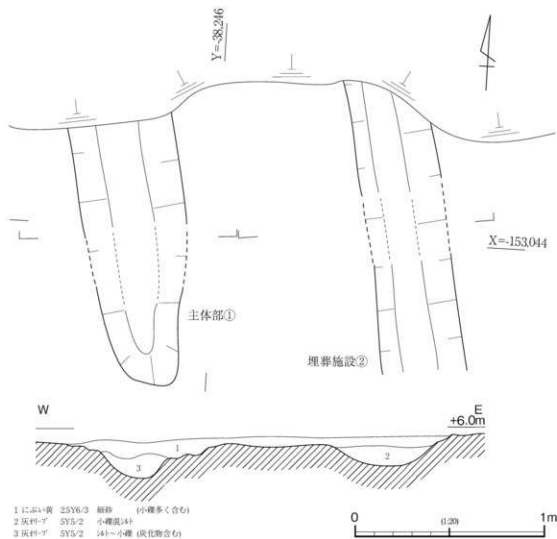 Y=-38.246
X=-153.044
主体部①
埋葬施設②
W
E
+6.0m
1
2
3
1 にぶい黄 2.5Y6/3 細砂 (小礫多く含む)
2 灰ｵﾘｰﾌﾞ 5Y5/2 小礫混ｼﾙﾄ
3 灰ｵﾘｰﾌﾞ 5Y5/2 ｼﾙﾄ～小礫 (炭化物含む)
0 (1:20) 1m